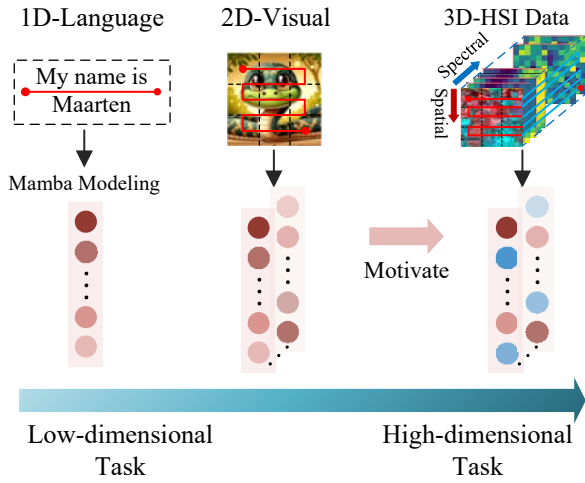 1D-Language
2D-Visual
3D-HSI Data
My name is
Maarten
Spectral
Spatial
Mamba Modeling
Motivate
Low-dimensional
Task
High-dimensional
Task